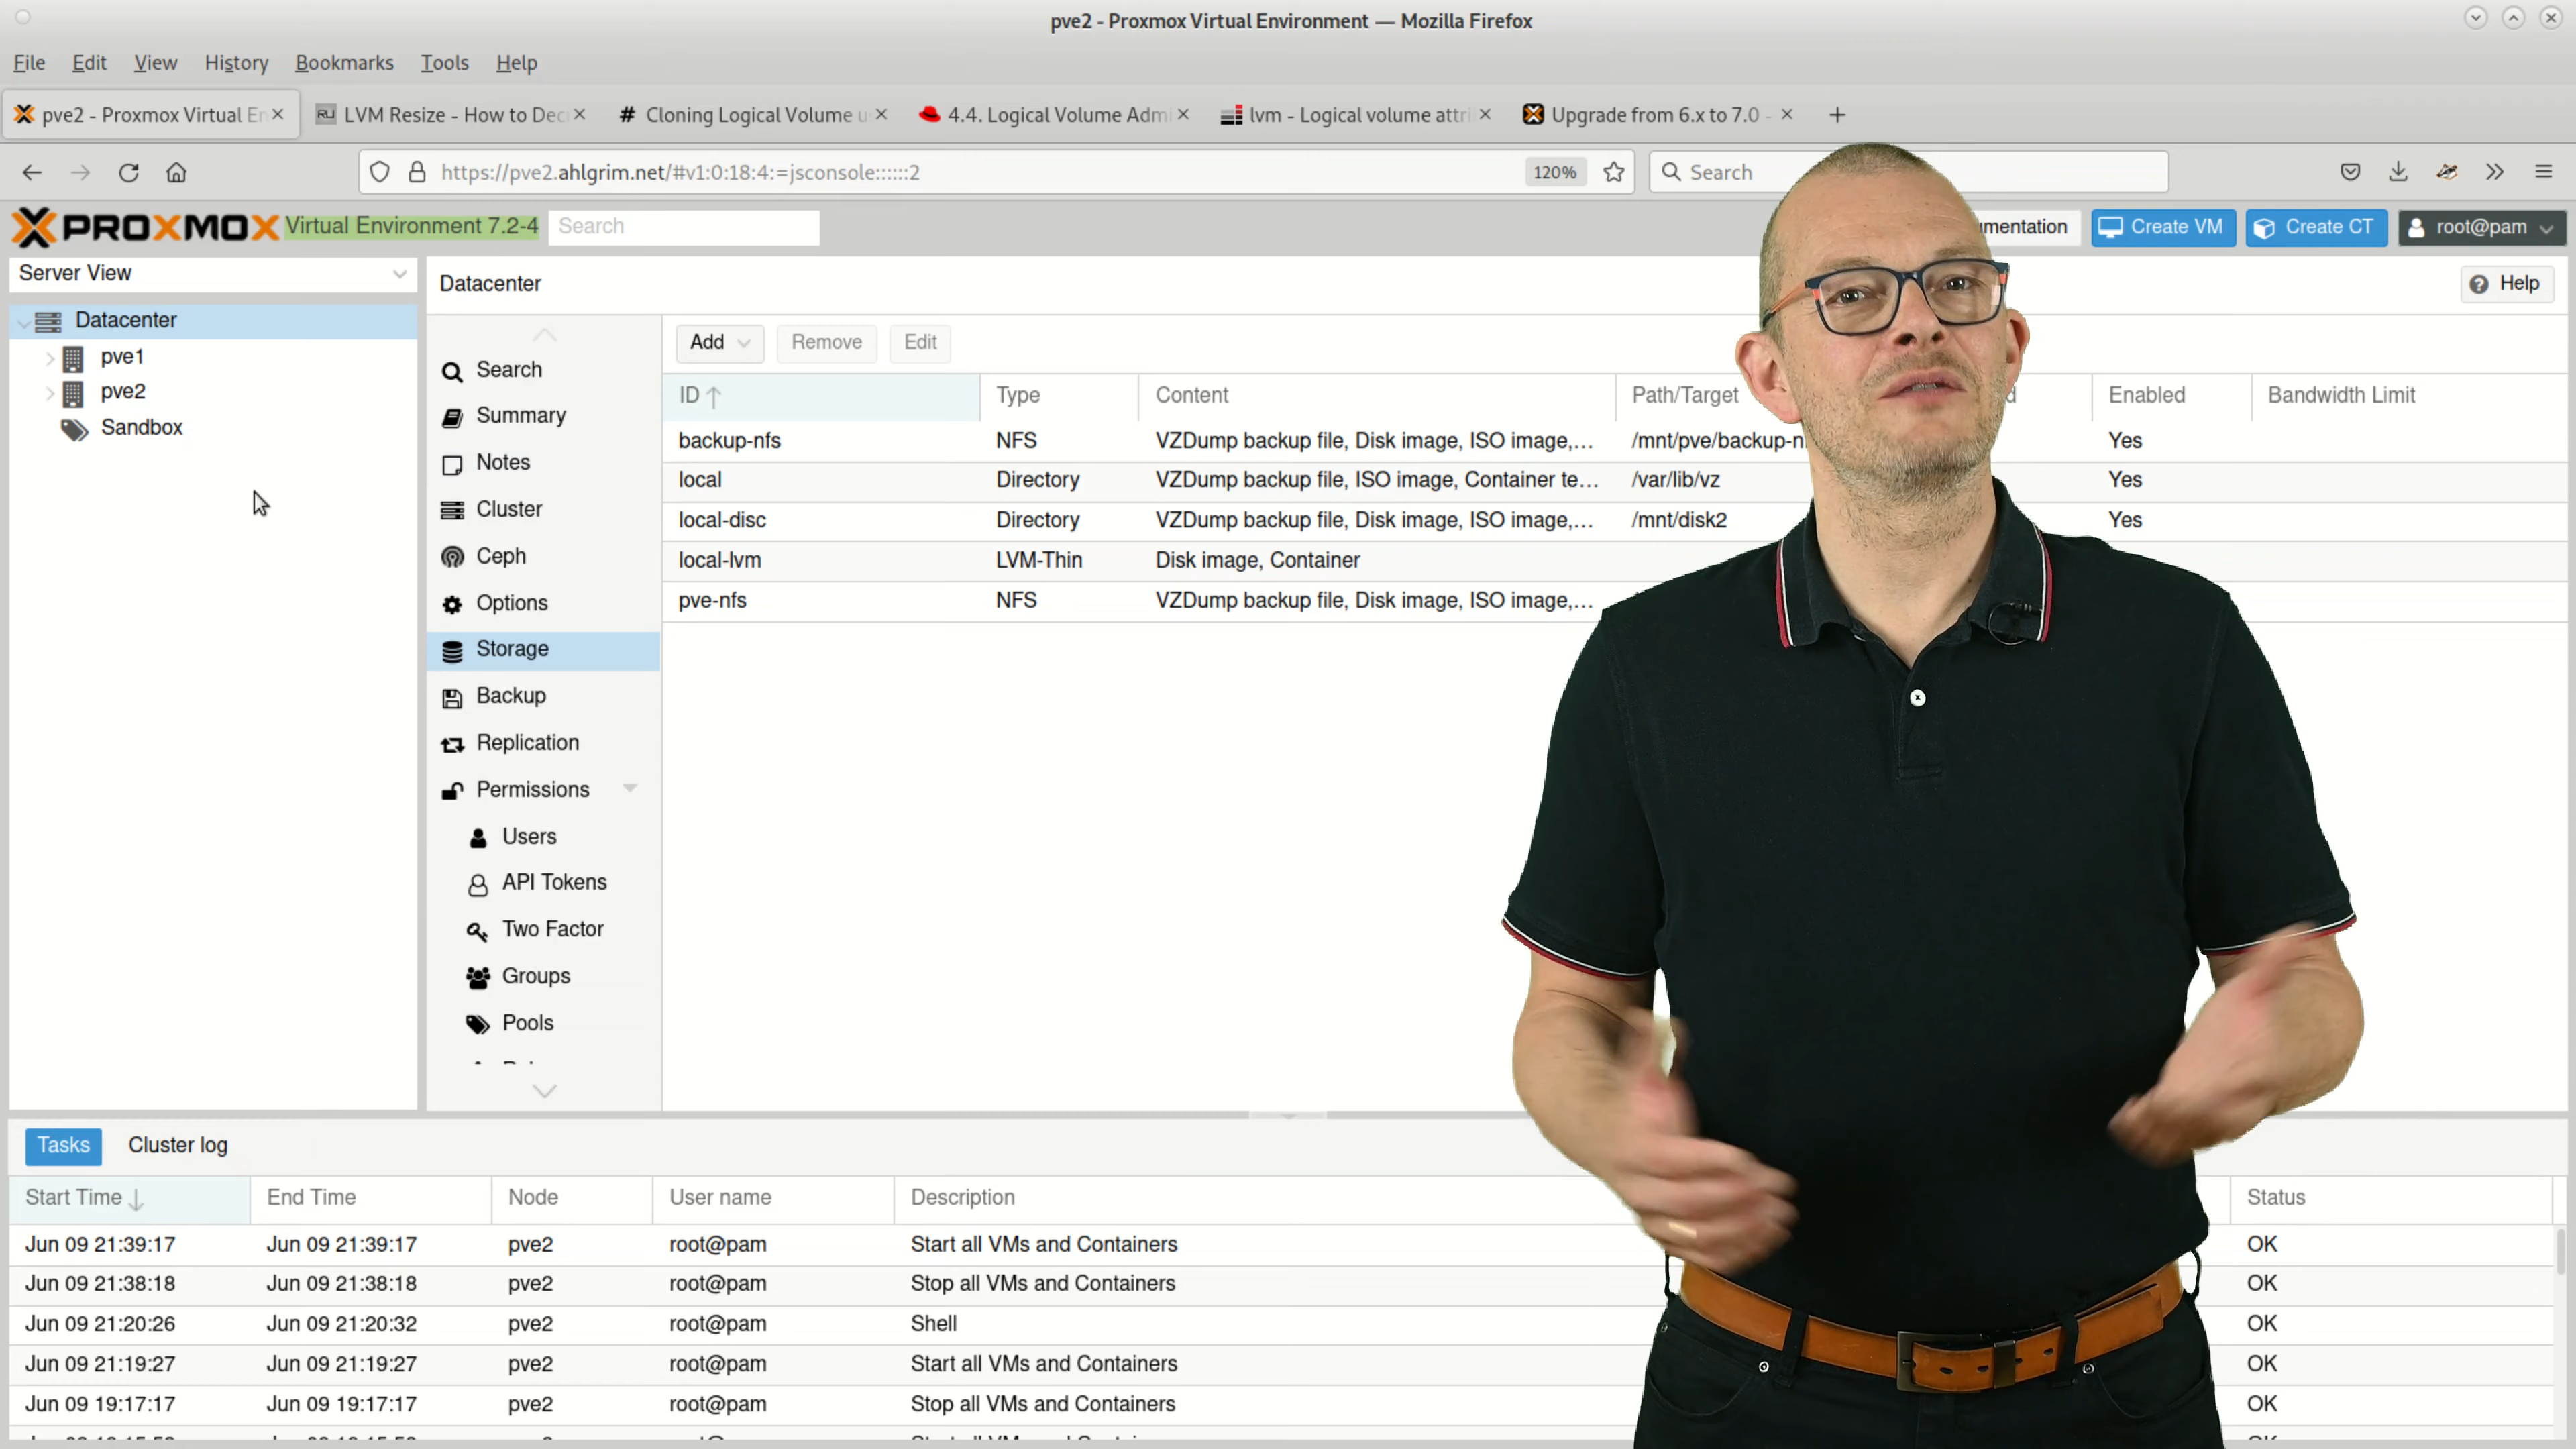 pve2 - Proxmox Virtual Environment — Mozilla Firefox
File Edit View History Bookmarks Tools Help
pve2 - Proxmox Virtual En LVM Resize - How to Dec # Cloning Logical Volume u 4.4. Logical Volume Admi lvm - Logical volume attri Upgrade from 6.x to 7.0 -
https://pve2.ahlgrim.net/#v1:0:18:4:=jsconsole::::::2 120% Search
PROXMOX Virtual Environment 7.2-4 Search mentation Create VM Create CT root@pam
Server View
Datacenter
pve1
pve2
Sandbox
Datacenter Help
Search
Summary
Notes
Cluster
Ceph
Options
Storage
Backup
Replication
Permissions
Users
API Tokens
Two Factor
Groups
Pools
Add Remove Edit
ID Type Content Path/Target d Enabled Bandwidth Limit
backup-nfs NFS VZDump backup file, Disk image, ISO image,... /mnt/pve/backup-n Yes
local Directory VZDump backup file, ISO image, Container te... /var/lib/vz Yes
local-disc Directory VZDump backup file, Disk image, ISO image,... /mnt/disk2 Yes
local-lvm LVM-Thin Disk image, Container
pve-nfs NFS VZDump backup file, Disk image, ISO image,...
Tasks Cluster log
Start Time End Time Node User name Description Status
Jun 09 21:39:17 Jun 09 21:39:17 pve2 root@pam Start all VMs and Containers OK
Jun 09 21:38:18 Jun 09 21:38:18 pve2 root@pam Stop all VMs and Containers OK
Jun 09 21:20:26 Jun 09 21:20:32 pve2 root@pam Shell OK
Jun 09 21:19:27 Jun 09 21:19:27 pve2 root@pam Start all VMs and Containers OK
Jun 09 19:17:17 Jun 09 19:17:17 pve2 root@pam Stop all VMs and Containers OK